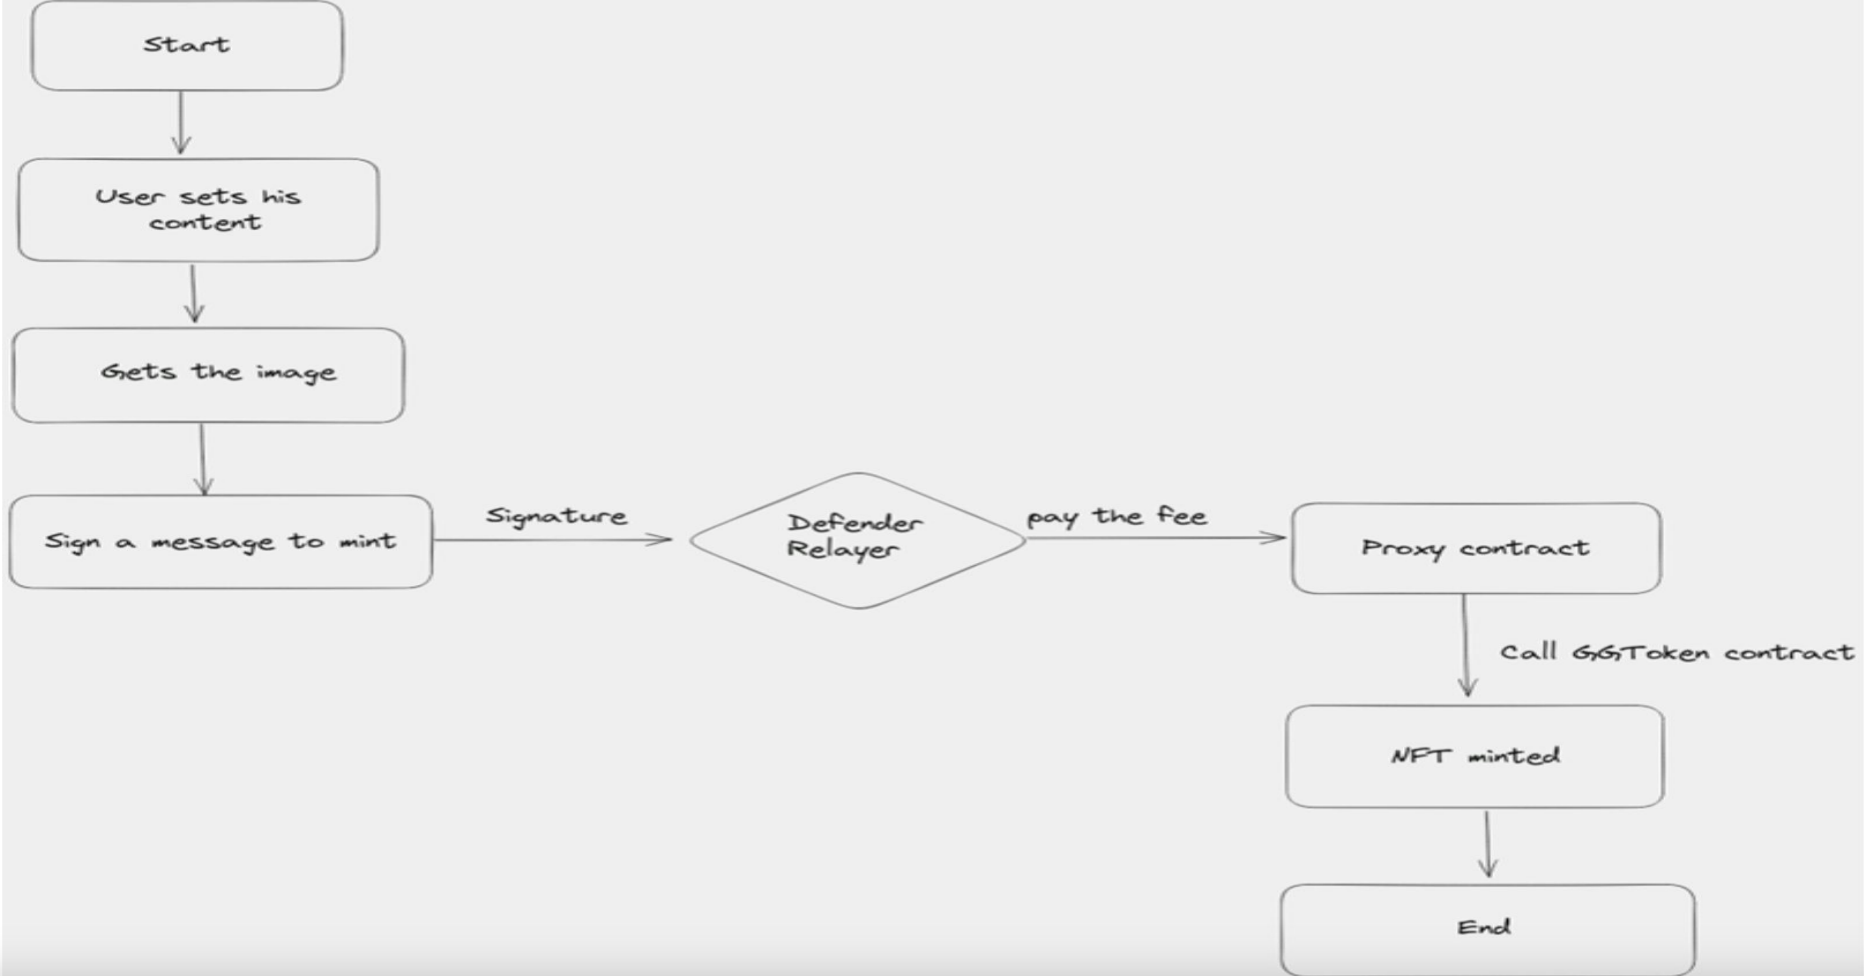 Start
User sets his
content
Gets the image
Sign a message to mint
Signature
Defender
Relayer
pay the fee
Proxy contract
Call GGToken contract
NFT minted
End